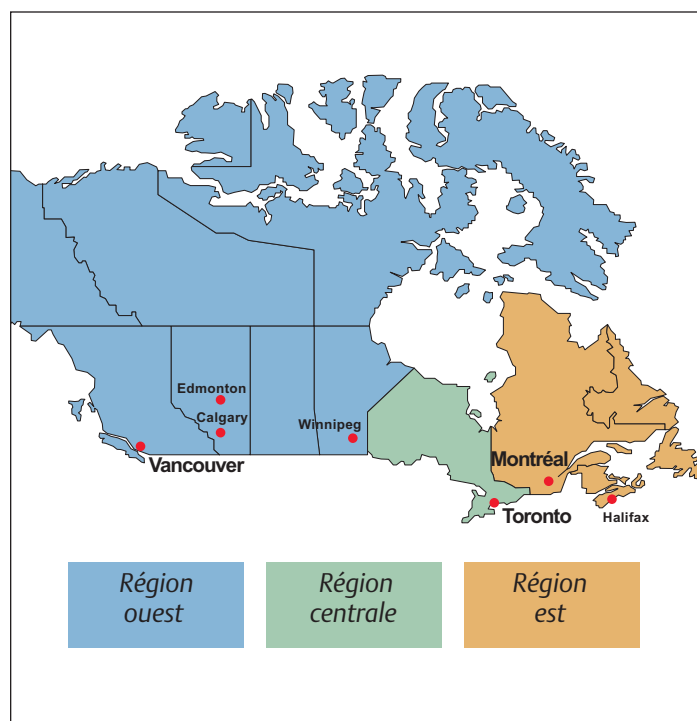 Edmonton
Calgary
Winnipeg
Vancouver
Montréal
Toronto
Halifax
Région
ouest
Région
centrale
Région
est